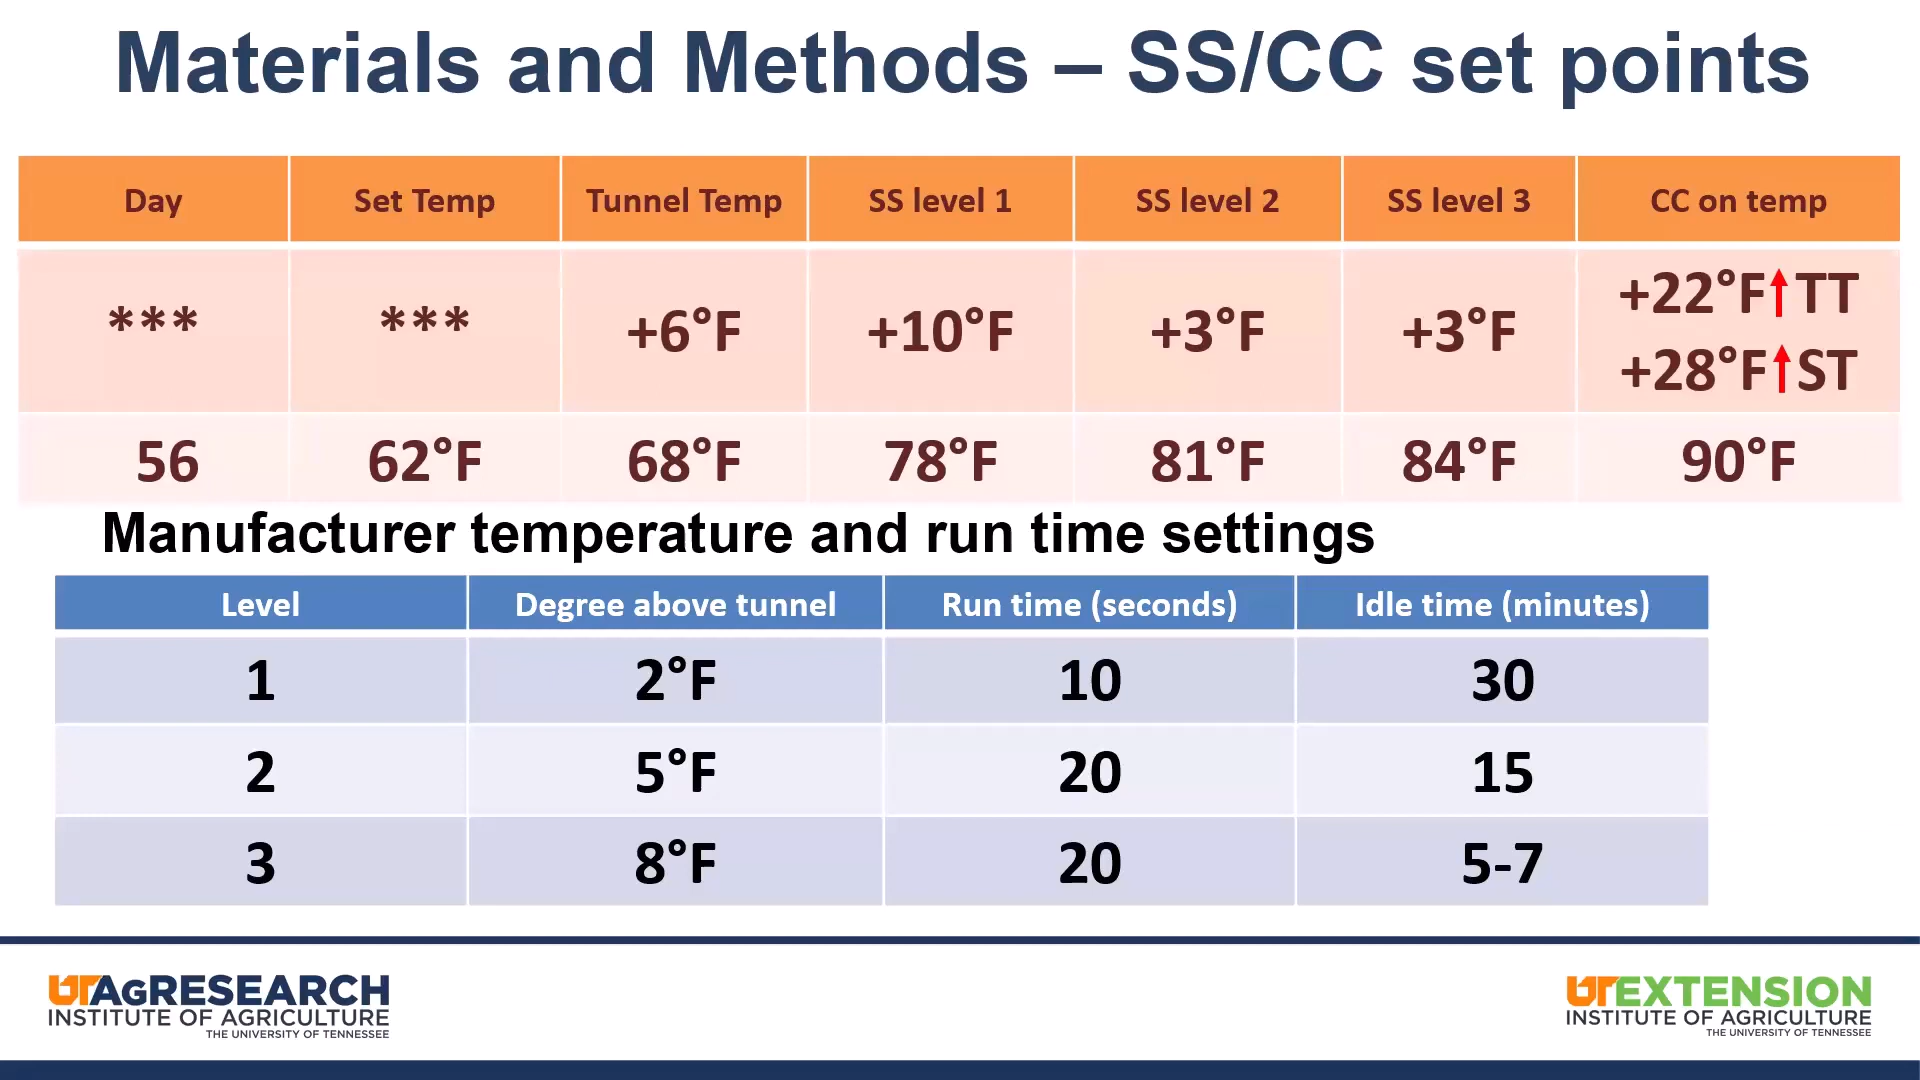 Materials and Methods – SS/CC set points
Day Set Temp Tunnel Temp SS level 1 SS level 2 SS level 3 CC on temp
*** *** +6°F +10°F +3°F +3°F +22°F↑TT
+28°F↑ST
56 62°F 68°F 78°F 81°F 84°F 90°F
Manufacturer temperature and run time settings
Level Degree above tunnel Run time (seconds) Idle time (minutes)
1 2°F 10 30
2 5°F 20 15
3 8°F 20 5-7
UTAgRESEARCH
INSTITUTE OF AGRICULTURE
THE UNIVERSITY OF TENNESSEE
UTEXTENSION
INSTITUTE OF AGRICULTURE
THE UNIVERSITY OF TENNESSEE